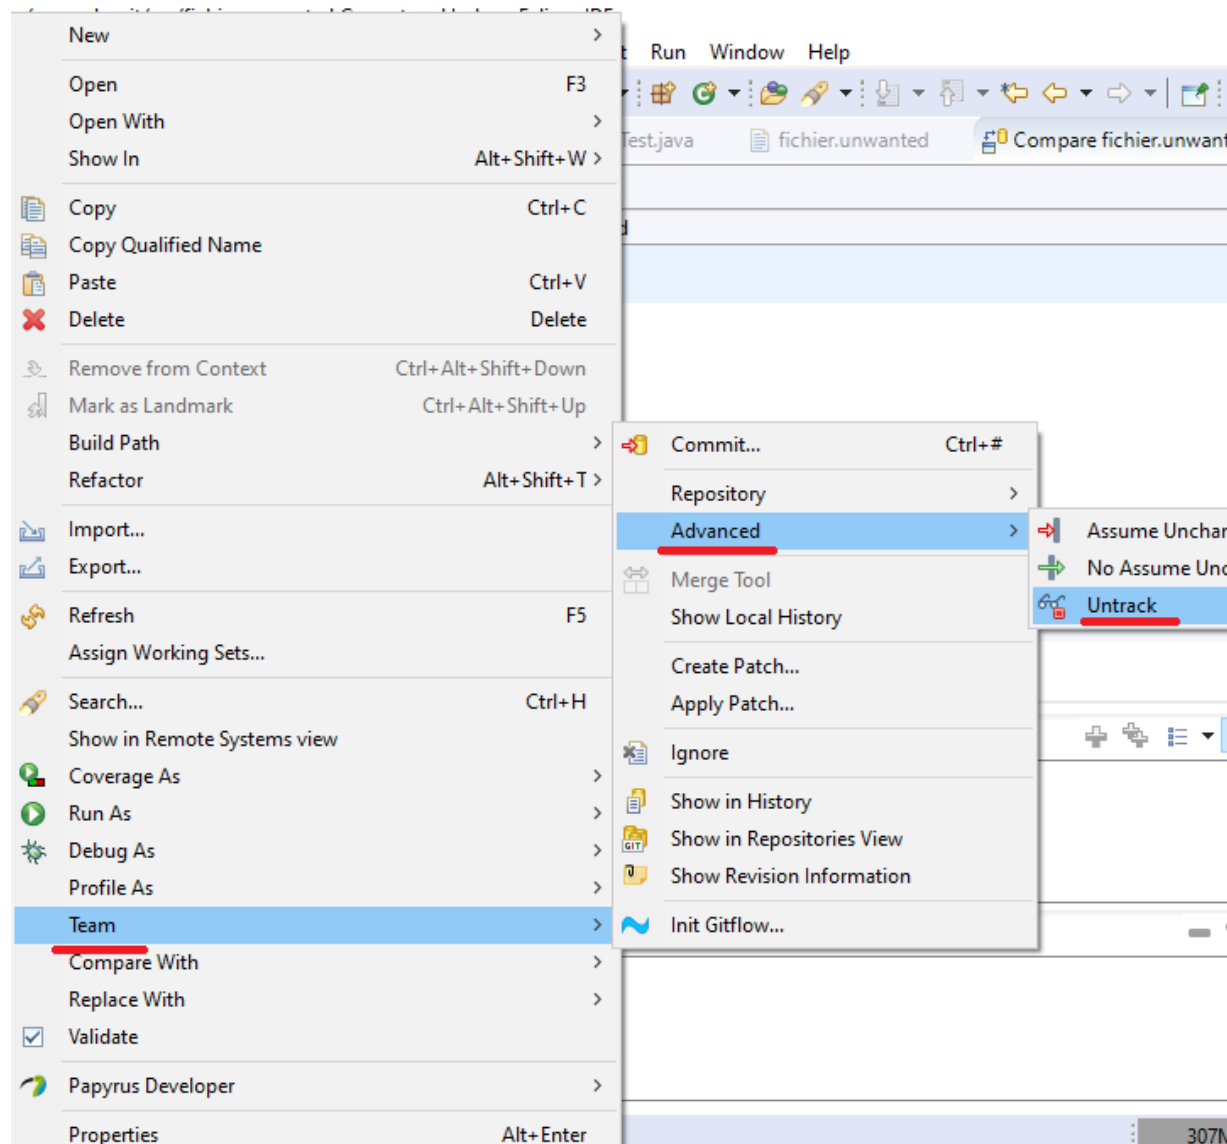 New
Open F3
Open With
Show In Alt+Shift+W
Copy Ctrl+C
Copy Qualified Name
Paste Ctrl+V
Delete Delete
Remove from Context Ctrl+Alt+Shift+Down
Mark as Landmark Ctrl+Alt+Shift+Up
Build Path
Refactor Alt+Shift+T
Import...
Export...
Refresh F5
Assign Working Sets...
Search... Ctrl+H
Show in Remote Systems view
Coverage As
Run As
Debug As
Profile As
Team
Compare With
Replace With
Validate
Papyrus Developer
Properties Alt+Enter
t Run Window Help
Test.java fichier.unwanted Compare fichier.unwant
d
Commit... Ctrl+#
Repository
Advanced
Merge Tool
Show Local History
Create Patch...
Apply Patch...
Ignore
Show in History
GIT Show in Repositories View
Show Revision Information
Init Gitflow...
Assume Unchar
No Assume Unc
Untrack
307M